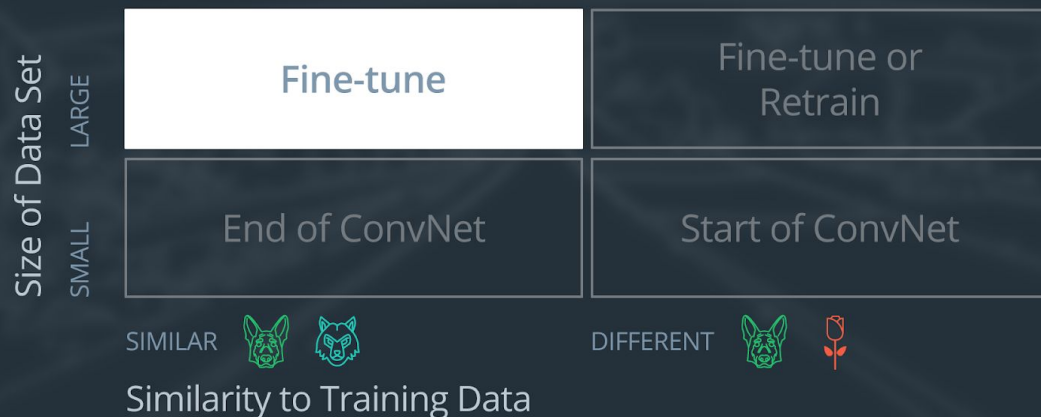 Size of Data Set
LARGE
Fine-tune
Fine-tune or
Retrain
SMALL
End of ConvNet
Start of ConvNet
SIMILAR
DIFFERENT
Similarity to Training Data